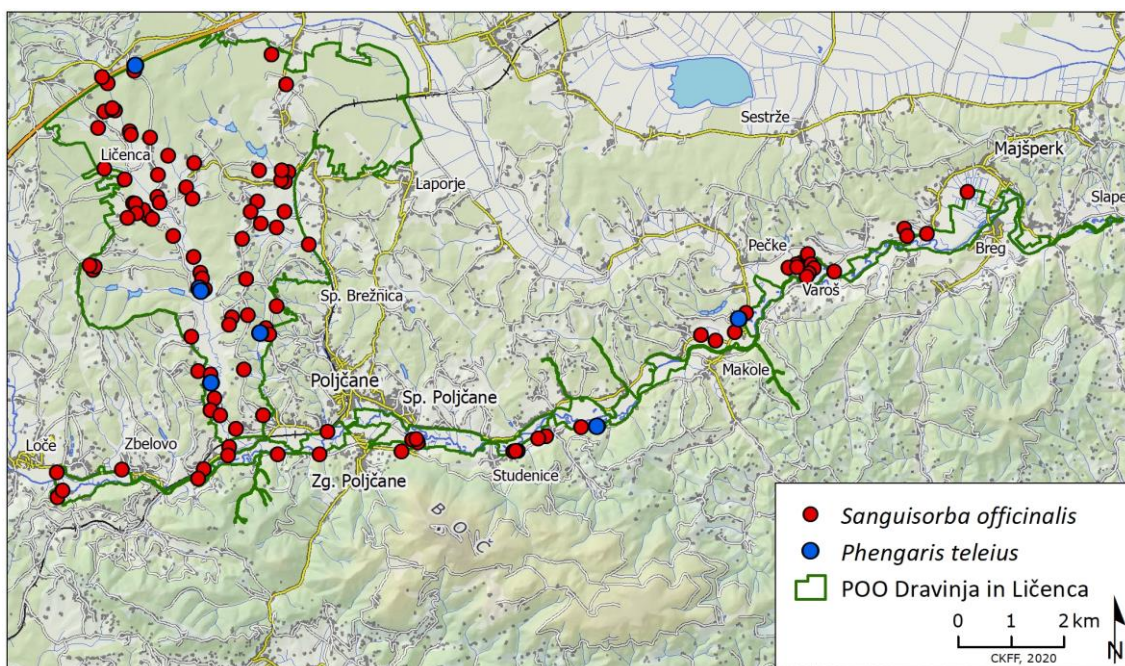 Sestrže
Ličenca
Majšperk
Laporje
Slape
Pečke
Breg
Varoš
Sp. Brežnica
Makole
Poljčane
Sp. Poljčane
Loče
Zbelovo
Zg. Poljčane
Studenice
BOČ
Sanguisorba officinalis
Phengaris teleius
POO Dravinja in Ličenca
0 1 2 km
CKFF, 2020
N